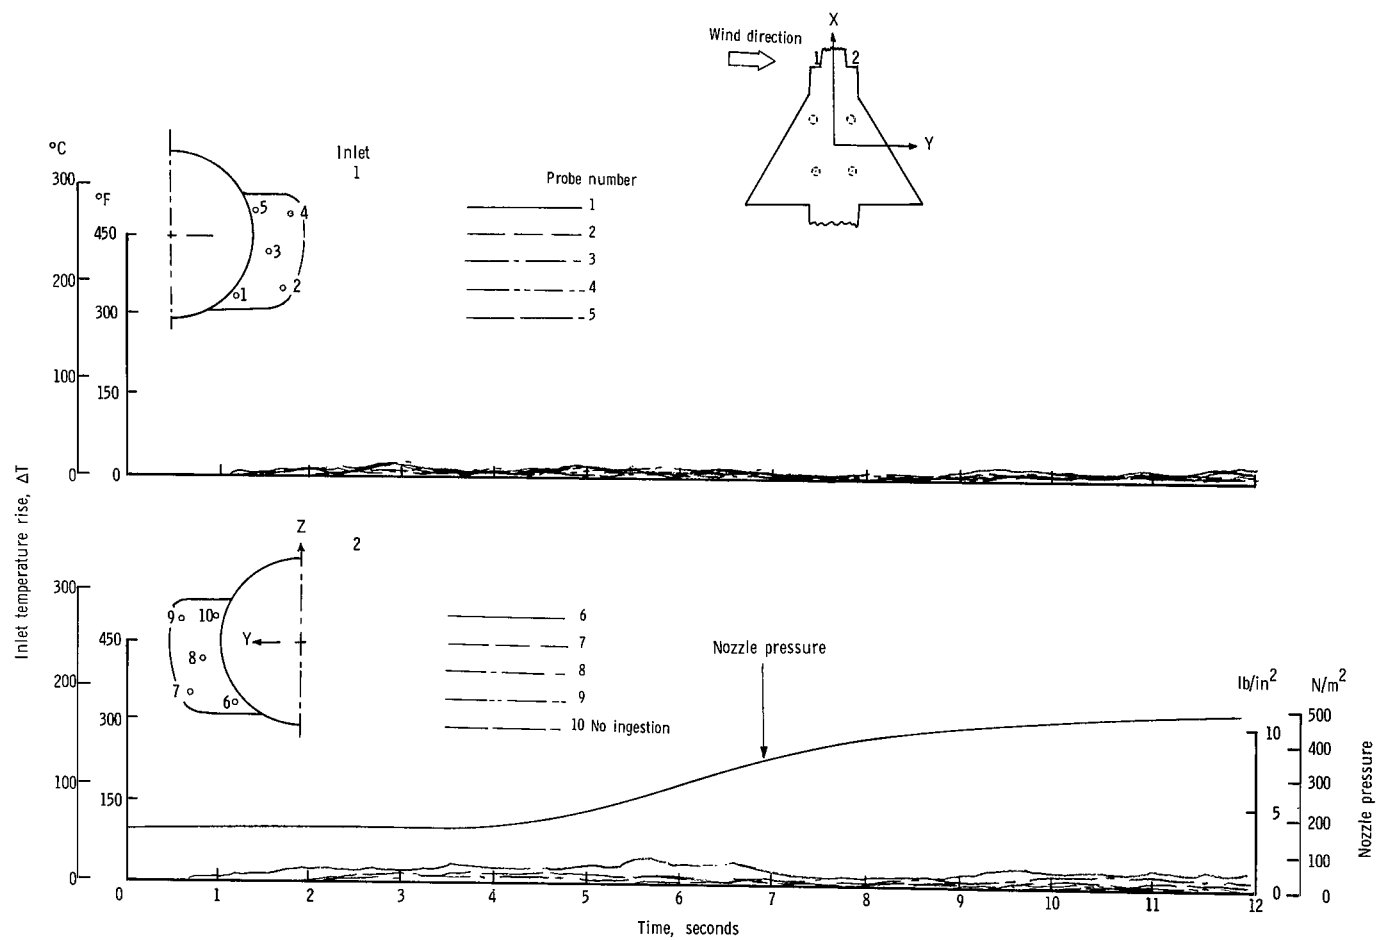 Wind direction
X
1 2
Y
°C
°F
Inlet
1
Probe number
1
2
3
4
5
5
4
3
2
1
300
200
100
0
450
300
150
0
Inlet temperature rise, ΔT
Z
2
9
10
8
7
6
Y
6
7
8
9
10 No ingestion
Nozzle pressure
lb/in²
N/m²
300
200
100
0
450
300
150
0
10
5
0
500
400
300
200
100
0
Nozzle pressure
1 2 3 4 5 6 7 8 9 10 11 12
Time, seconds